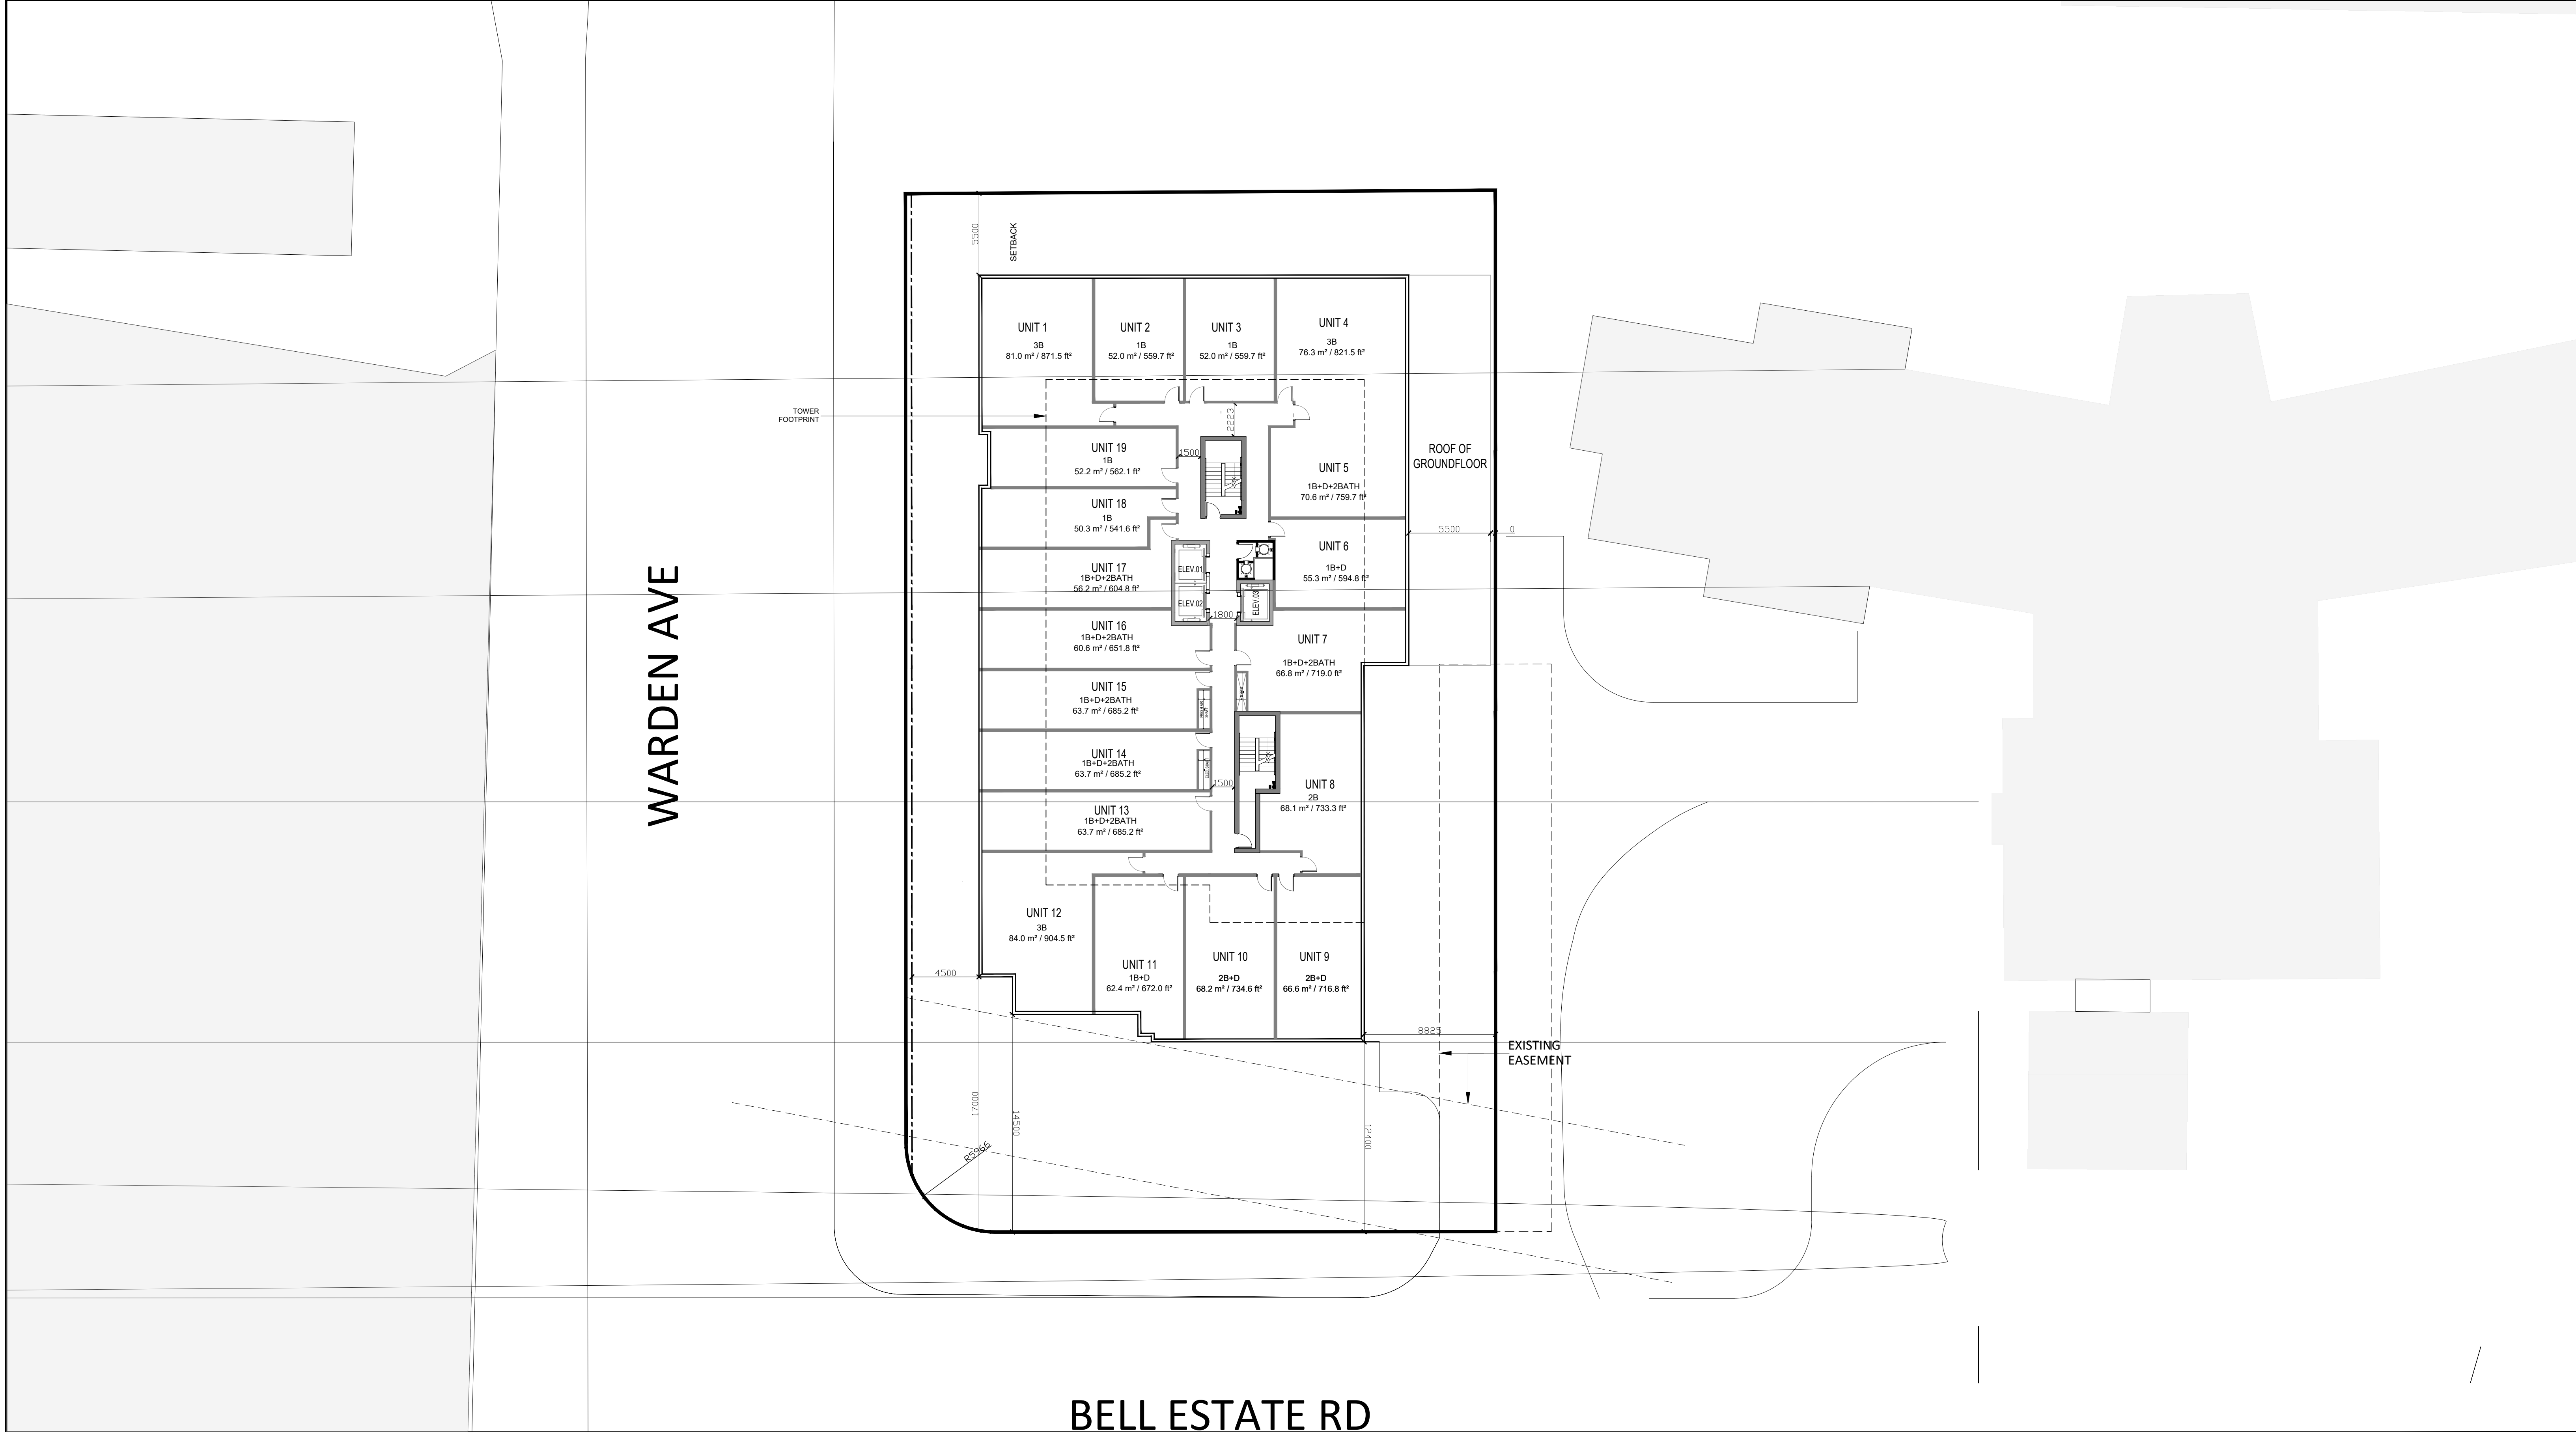 5500
SETBACK
UNIT 1
3B
81.0 m² / 871.5 ft²
UNIT 2
1B
52.0 m² / 559.7 ft²
UNIT 3
1B
52.0 m² / 559.7 ft²
UNIT 4
3B
76.3 m² / 821.5 ft²
TOWER
FOOTPRINT
2223
UNIT 19
1B
52.2 m² / 562.1 ft²
1500
UNIT 5
1B+D+2BATH
70.6 m² / 759.7 ft²
ROOF OF
GROUNDFLOOR
UNIT 18
1B
50.3 m² / 541.6 ft²
5500
0
UNIT 6
1B+D
55.3 m² / 594.8 ft²
UNIT 17
1B+D+2BATH
56.2 m² / 604.8 ft²
ELEV.01
ELEV.02
ELEV.03
1800
UNIT 16
1B+D+2BATH
60.6 m² / 651.8 ft²
UNIT 7
1B+D+2BATH
66.8 m² / 719.0 ft²
WARDEN AVE
UNIT 15
1B+D+2BATH
63.7 m² / 685.2 ft²
UNIT 14
1B+D+2BATH
63.7 m² / 685.2 ft²
1500
UNIT 8
2B
68.1 m² / 733.3 ft²
UNIT 13
1B+D+2BATH
63.7 m² / 685.2 ft²
UNIT 12
3B
84.0 m² / 904.5 ft²
UNIT 11
1B+D
62.4 m² / 672.0 ft²
UNIT 10
2B+D
68.2 m² / 734.6 ft²
UNIT 9
2B+D
66.6 m² / 716.8 ft²
4500
8825
EXISTING
EASEMENT
17000
14500
12400
R5966
BELL ESTATE RD